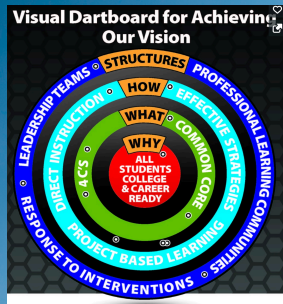 Visual Dartboard for Achieving
Our Vision
STRUCTURES
LEADERSHIP TEAMS
PROFESSIONAL LEARNING COMMUNITIES
RESPONSE TO INTERVENTIONS
HOW
DIRECT INSTRUCTION
EFFECTIVE STRATEGIES
PROJECT BASED LEARNING
WHAT
4C'S
COMMON CORE
WHY
ALL
STUDENTS
COLLEGE
& CAREER
READY